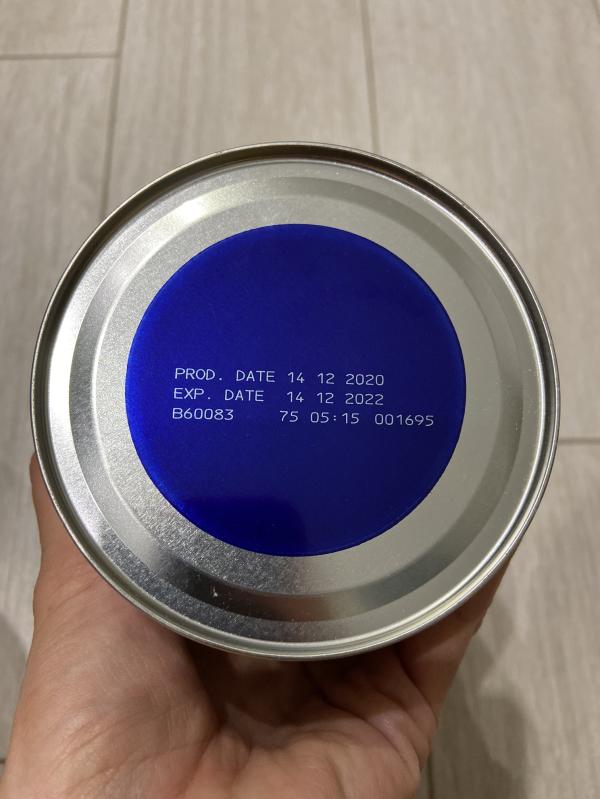 PROD. DATE 14 12 2020
EXP. DATE 14 12 2022
B60083 75 05:15 001695